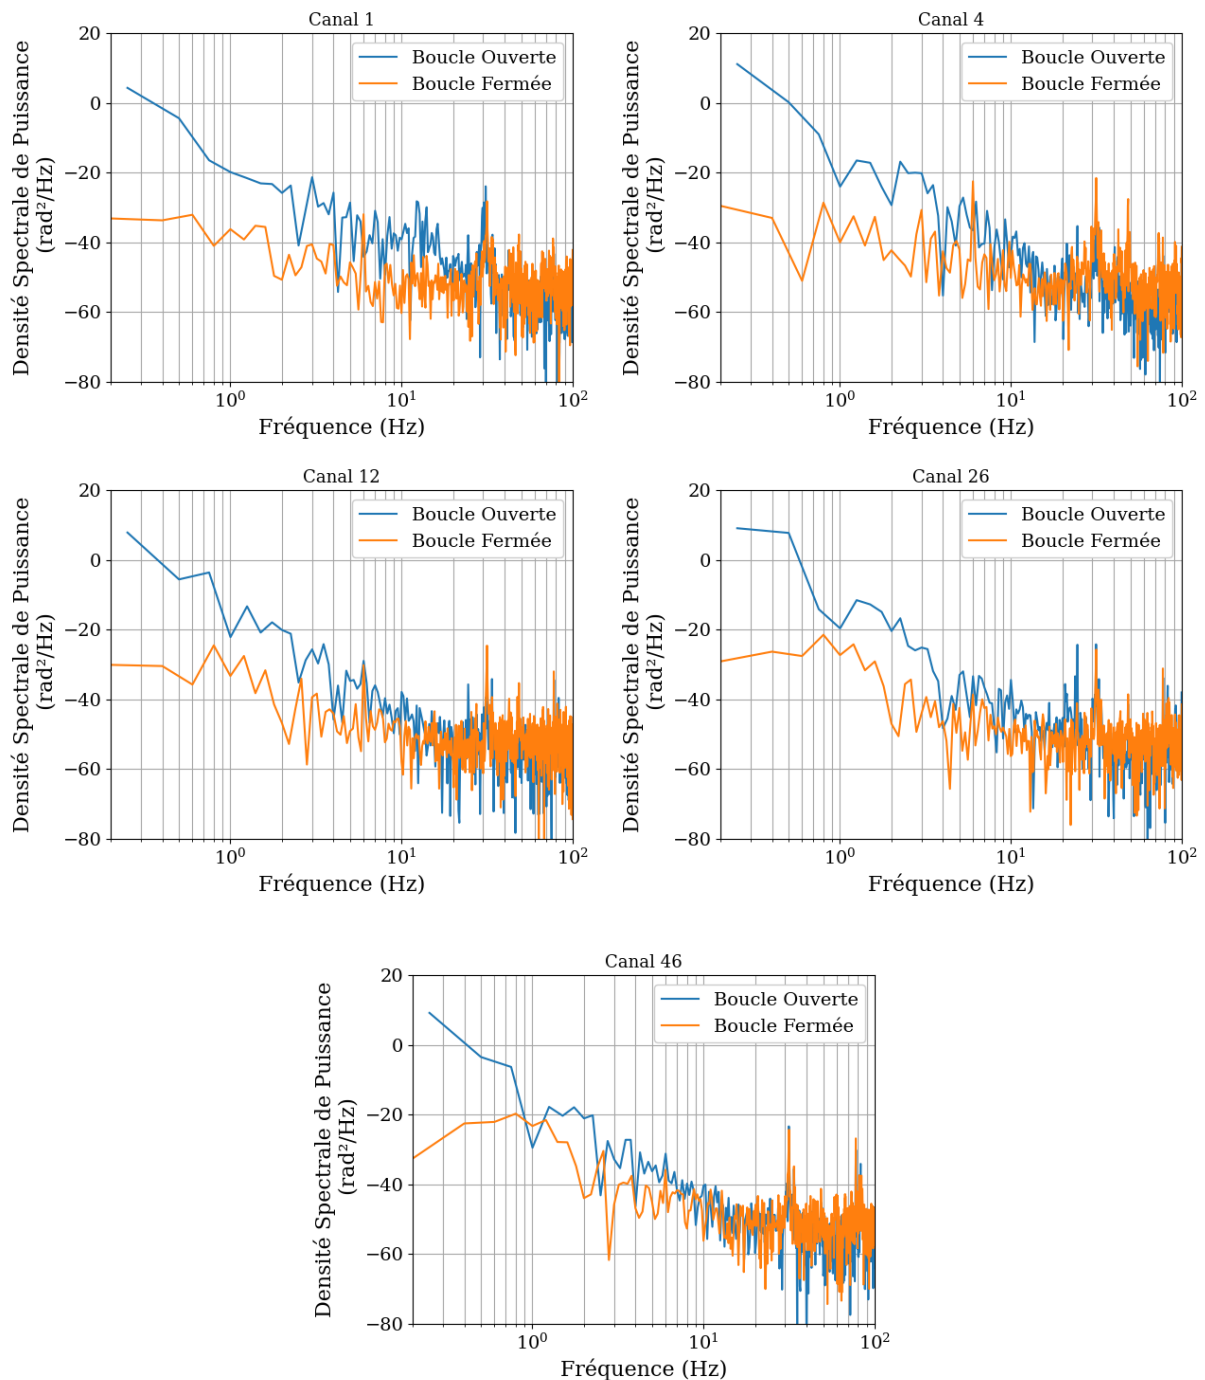 Canal 1
20
0
−20
−40
−60
−80
Densité Spectrale de Puissance
(rad²/Hz)
Boucle Ouverte
Boucle Fermée
10⁰
10¹
10²
Fréquence (Hz)
Canal 4
20
0
−20
−40
−60
−80
Densité Spectrale de Puissance
(rad²/Hz)
Boucle Ouverte
Boucle Fermée
10⁰
10¹
10²
Fréquence (Hz)
Canal 12
20
0
−20
−40
−60
−80
Densité Spectrale de Puissance
(rad²/Hz)
Boucle Ouverte
Boucle Fermée
10⁰
10¹
10²
Fréquence (Hz)
Canal 26
20
0
−20
−40
−60
−80
Densité Spectrale de Puissance
(rad²/Hz)
Boucle Ouverte
Boucle Fermée
10⁰
10¹
10²
Fréquence (Hz)
Canal 46
20
0
−20
−40
−60
−80
Densité Spectrale de Puissance
(rad²/Hz)
Boucle Ouverte
Boucle Fermée
10⁰
10¹
10²
Fréquence (Hz)